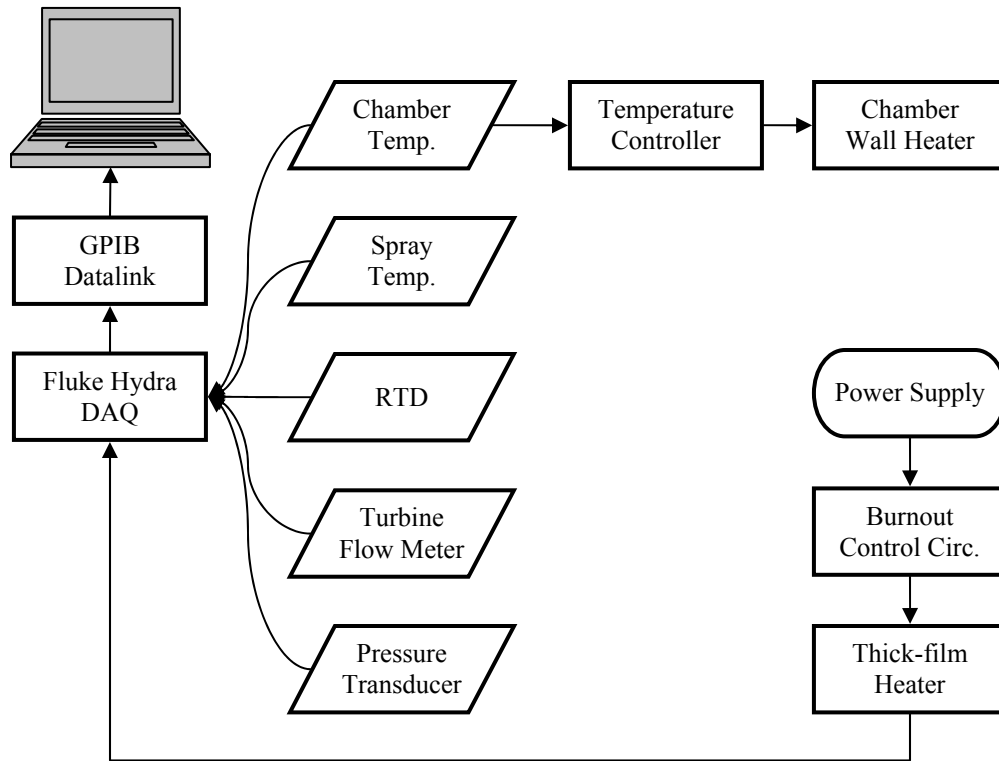 Chamber
Temp.
Temperature
Controller
Chamber
Wall Heater
GPIB
Datalink
Spray
Temp.
Fluke Hydra
DAQ
RTD
Power Supply
Turbine
Flow Meter
Burnout
Control Circ.
Pressure
Transducer
Thick-film
Heater